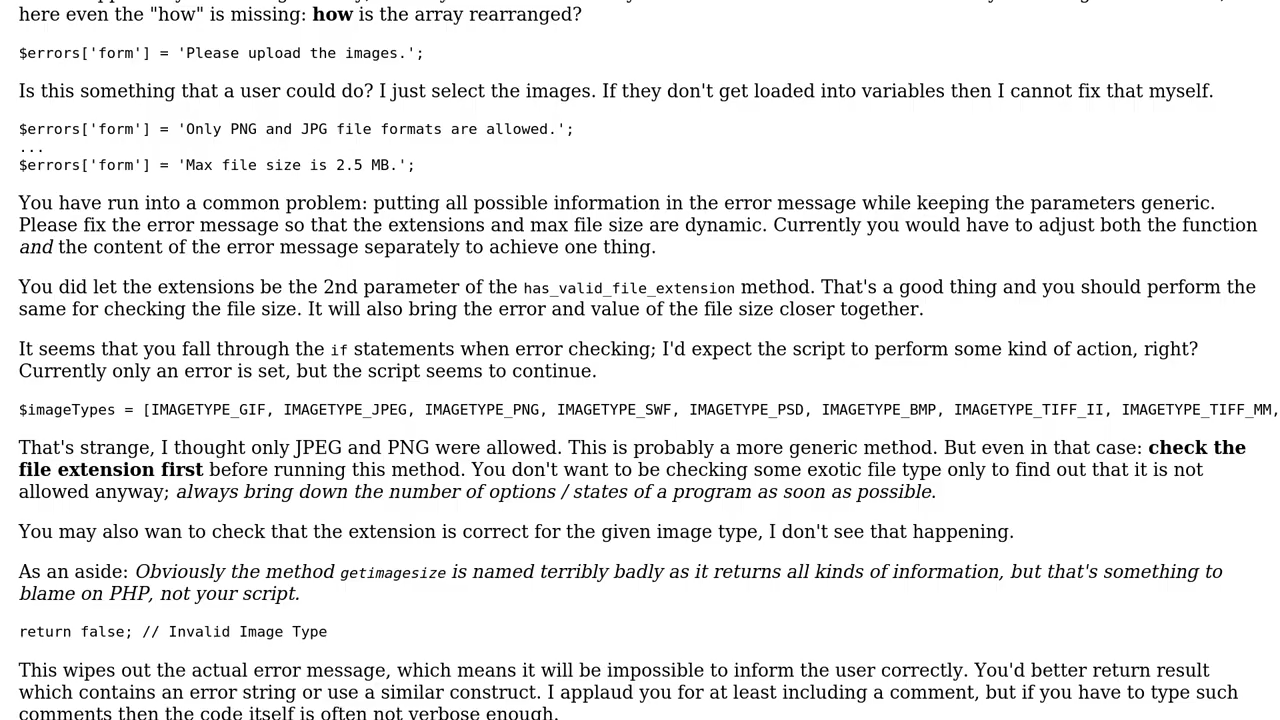 here even the "how" is missing: how is the array rearranged?
$errors['form'] = 'Please upload the images.';
Is this something that a user could do? I just select the images. If they don't get loaded into variables then I cannot fix that myself.
$errors['form'] = 'Only PNG and JPG file formats are allowed.';
...
$errors['form'] = 'Max file size is 2.5 MB.';
You have run into a common problem: putting all possible information in the error message while keeping the parameters generic.
Please fix the error message so that the extensions and max file size are dynamic. Currently you would have to adjust both the function
and the content of the error message separately to achieve one thing.
You did let the extensions be the 2nd parameter of the has_valid_file_extension method. That's a good thing and you should perform the
same for checking the file size. It will also bring the error and value of the file size closer together.
It seems that you fall through the if statements when error checking; I'd expect the script to perform some kind of action, right?
Currently only an error is set, but the script seems to continue.
$imageTypes = [IMAGETYPE_GIF, IMAGETYPE_JPEG, IMAGETYPE_PNG, IMAGETYPE_SWF, IMAGETYPE_PSD, IMAGETYPE_BMP, IMAGETYPE_TIFF_II, IMAGETYPE_TIFF_MM,
That's strange, I thought only JPEG and PNG were allowed. This is probably a more generic method. But even in that case: check the
file extension first before running this method. You don't want to be checking some exotic file type only to find out that it is not
allowed anyway; always bring down the number of options / states of a program as soon as possible.
You may also wan to check that the extension is correct for the given image type, I don't see that happening.
As an aside: Obviously the method getimagesize is named terribly badly as it returns all kinds of information, but that's something to
blame on PHP, not your script.
return false; // Invalid Image Type
This wipes out the actual error message, which means it will be impossible to inform the user correctly. You'd better return result
which contains an error string or use a similar construct. I applaud you for at least including a comment, but if you have to type such
comments then the code itself is often not verbose enough.